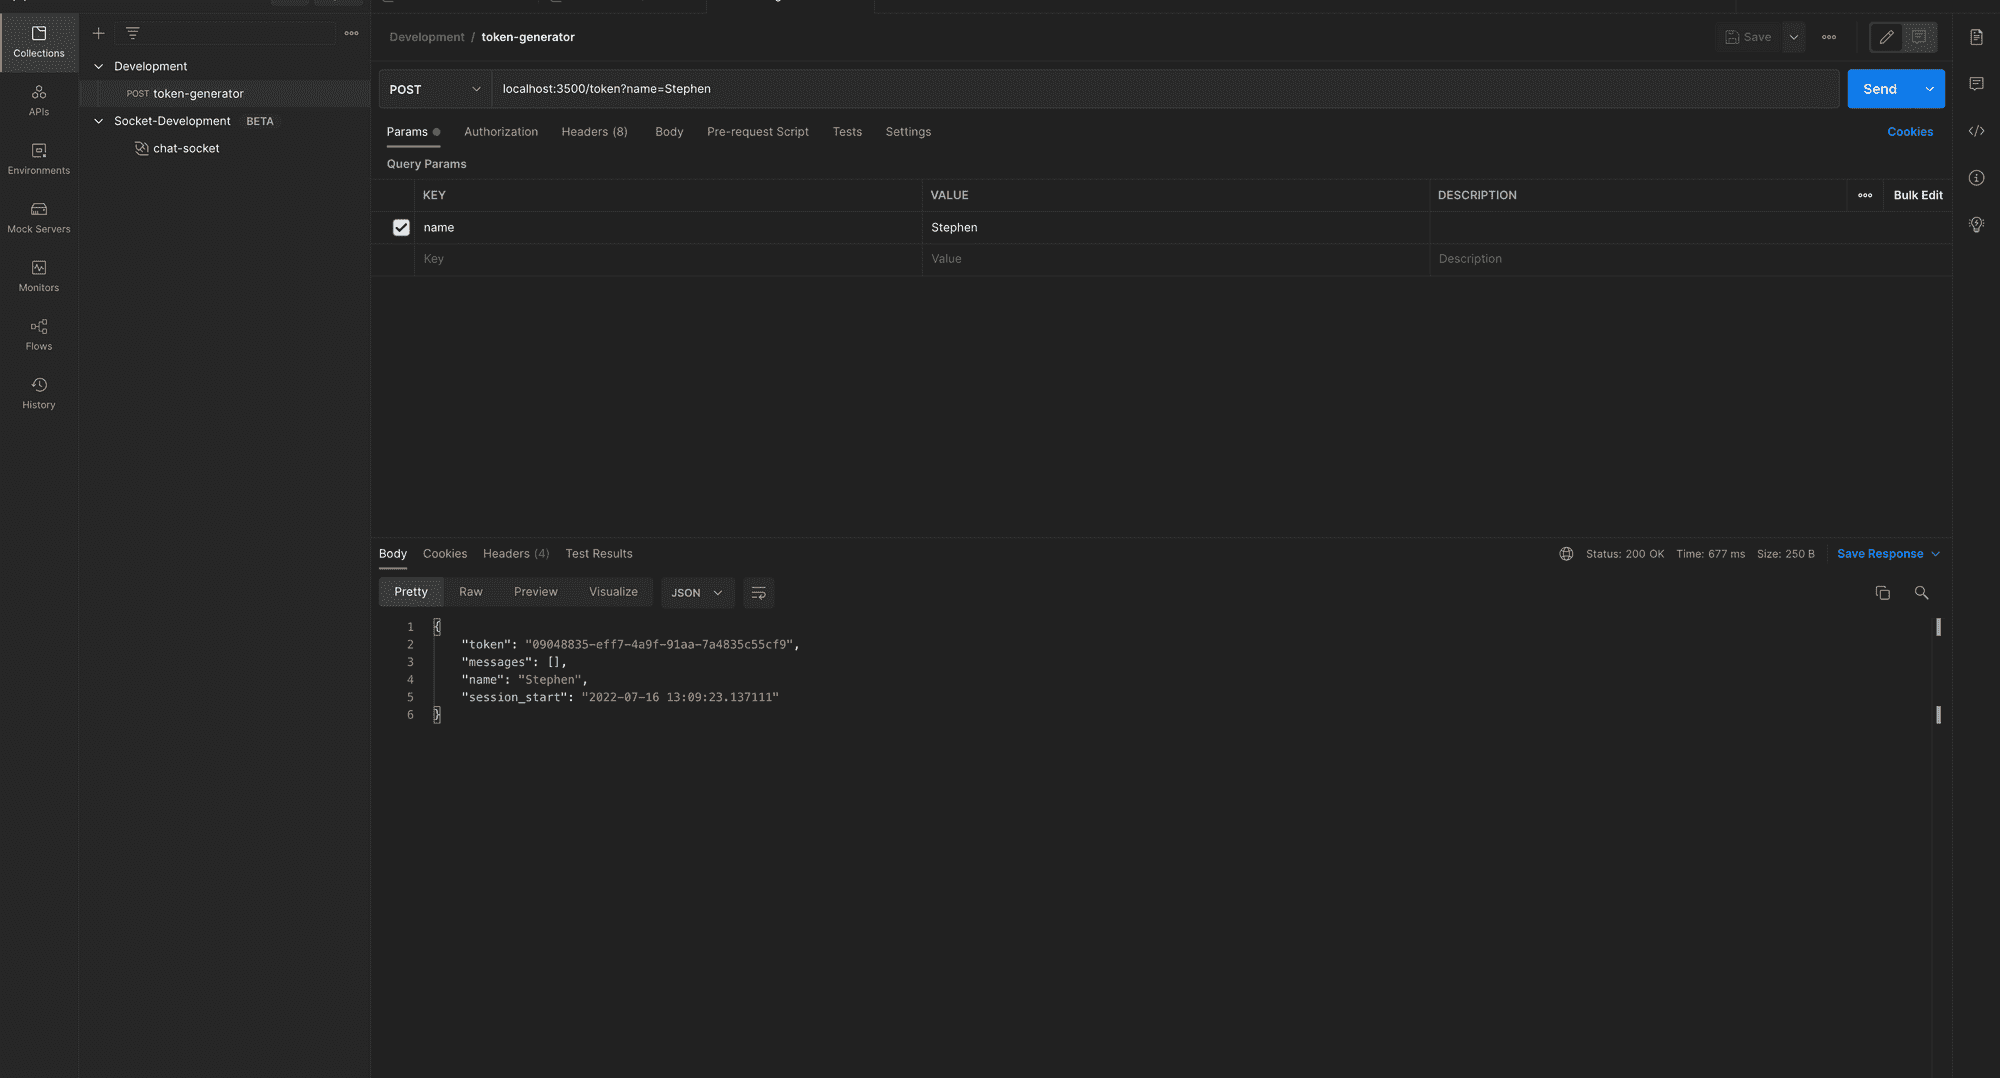 Collections
APIs
Environments
Mock Servers
Monitors
Flows
History
Development
POST token-generator
Socket-Development BETA
chat-socket
Development / token-generator
Save
POST
localhost:3500/token?name=Stephen
Send
Params Authorization Headers (8) Body Pre-request Script Tests Settings
Cookies
Query Params
KEY VALUE DESCRIPTION Bulk Edit
name Stephen
Key Value Description
Body Cookies Headers (4) Test Results
Status: 200 OK Time: 677 ms Size: 250 B Save Response
Pretty Raw Preview Visualize JSON
1 {
2 "token": "09048835-eff7-4a9f-91aa-7a4835c55cf9",
3 "messages": [],
4 "name": "Stephen",
5 "session_start": "2022-07-16 13:09:23.137111"
6 }